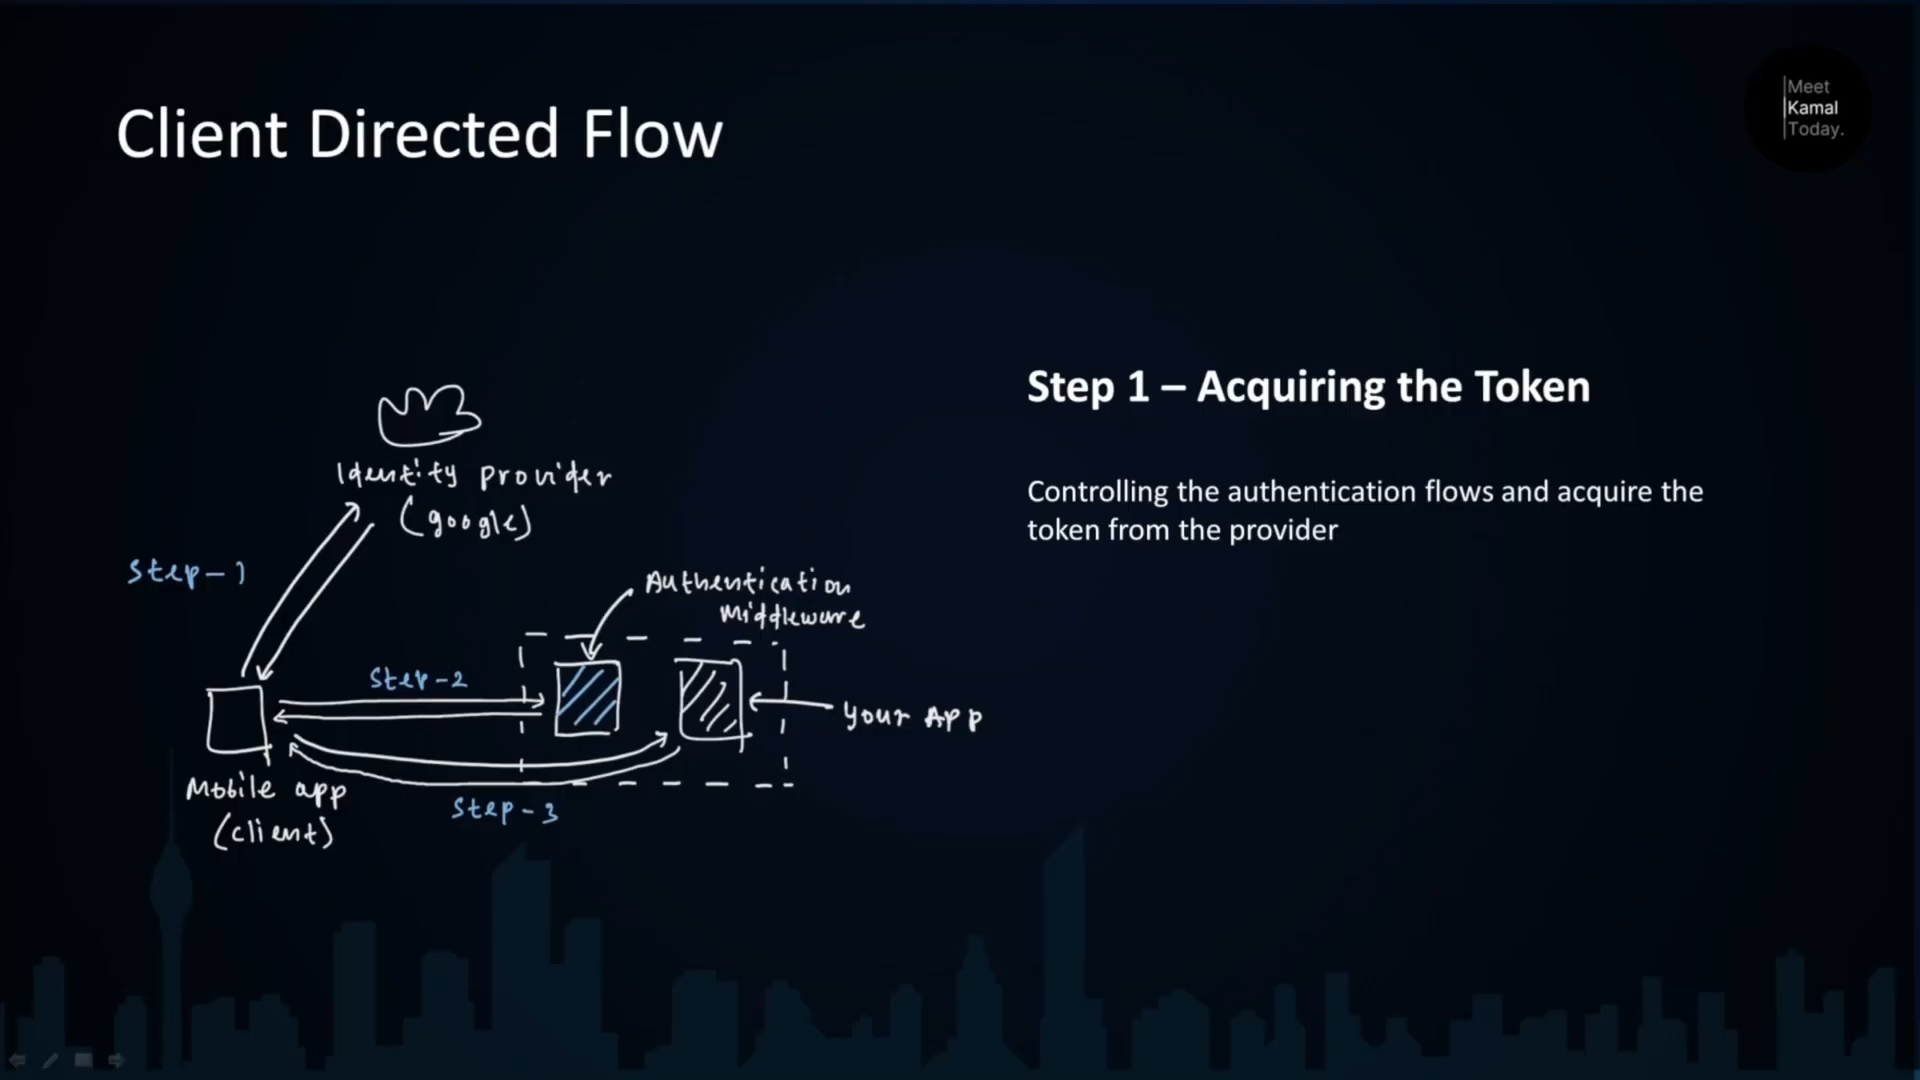 Client Directed Flow
Meet
Kamal
Today.
Step 1 – Acquiring the Token
Controlling the authentication flows and acquire the
token from the provider
Identity provider
(google)
Step-1
Authentication
Middleware
Step-2
Your App
Mobile app
(client)
Step-3